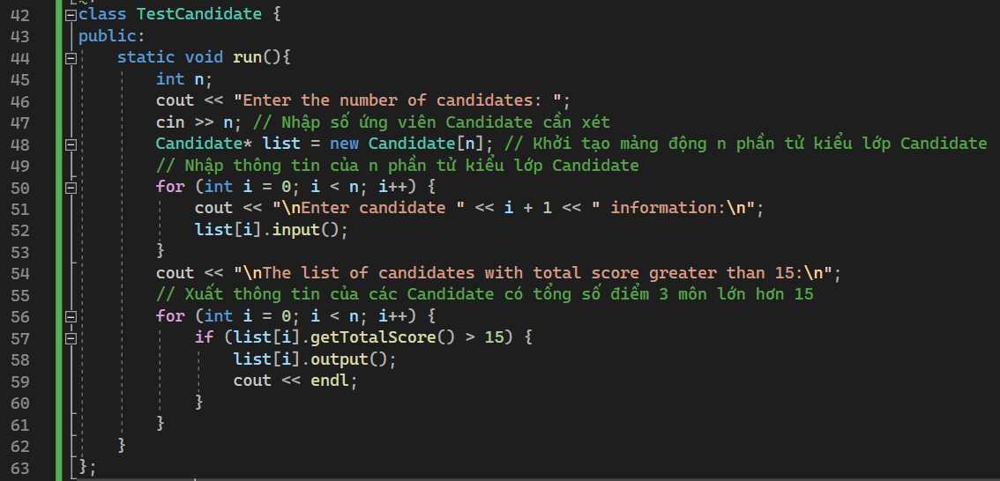 42 class TestCandidate {
43 public:
44     static void run(){
45         int n;
46         cout << "Enter the number of candidates: ";
47         cin >> n; // Nhập số ứng viên Candidate cần xét
48         Candidate* list = new Candidate[n]; // Khởi tạo mảng động n phần tử kiểu lớp Candidate
49         // Nhập thông tin của n phần tử kiểu lớp Candidate
50         for (int i = 0; i < n; i++) {
51             cout << "\nEnter candidate " << i + 1 << " information:\n";
52             list[i].input();
53         }
54         cout << "\nThe list of candidates with total score greater than 15:\n";
55         // Xuất thông tin của các Candidate có tổng số điểm 3 môn lớn hơn 15
56         for (int i = 0; i < n; i++) {
57             if (list[i].getTotalScore() > 15) {
58                 list[i].output();
59                 cout << endl;
60             }
61         }
62     }
63 };